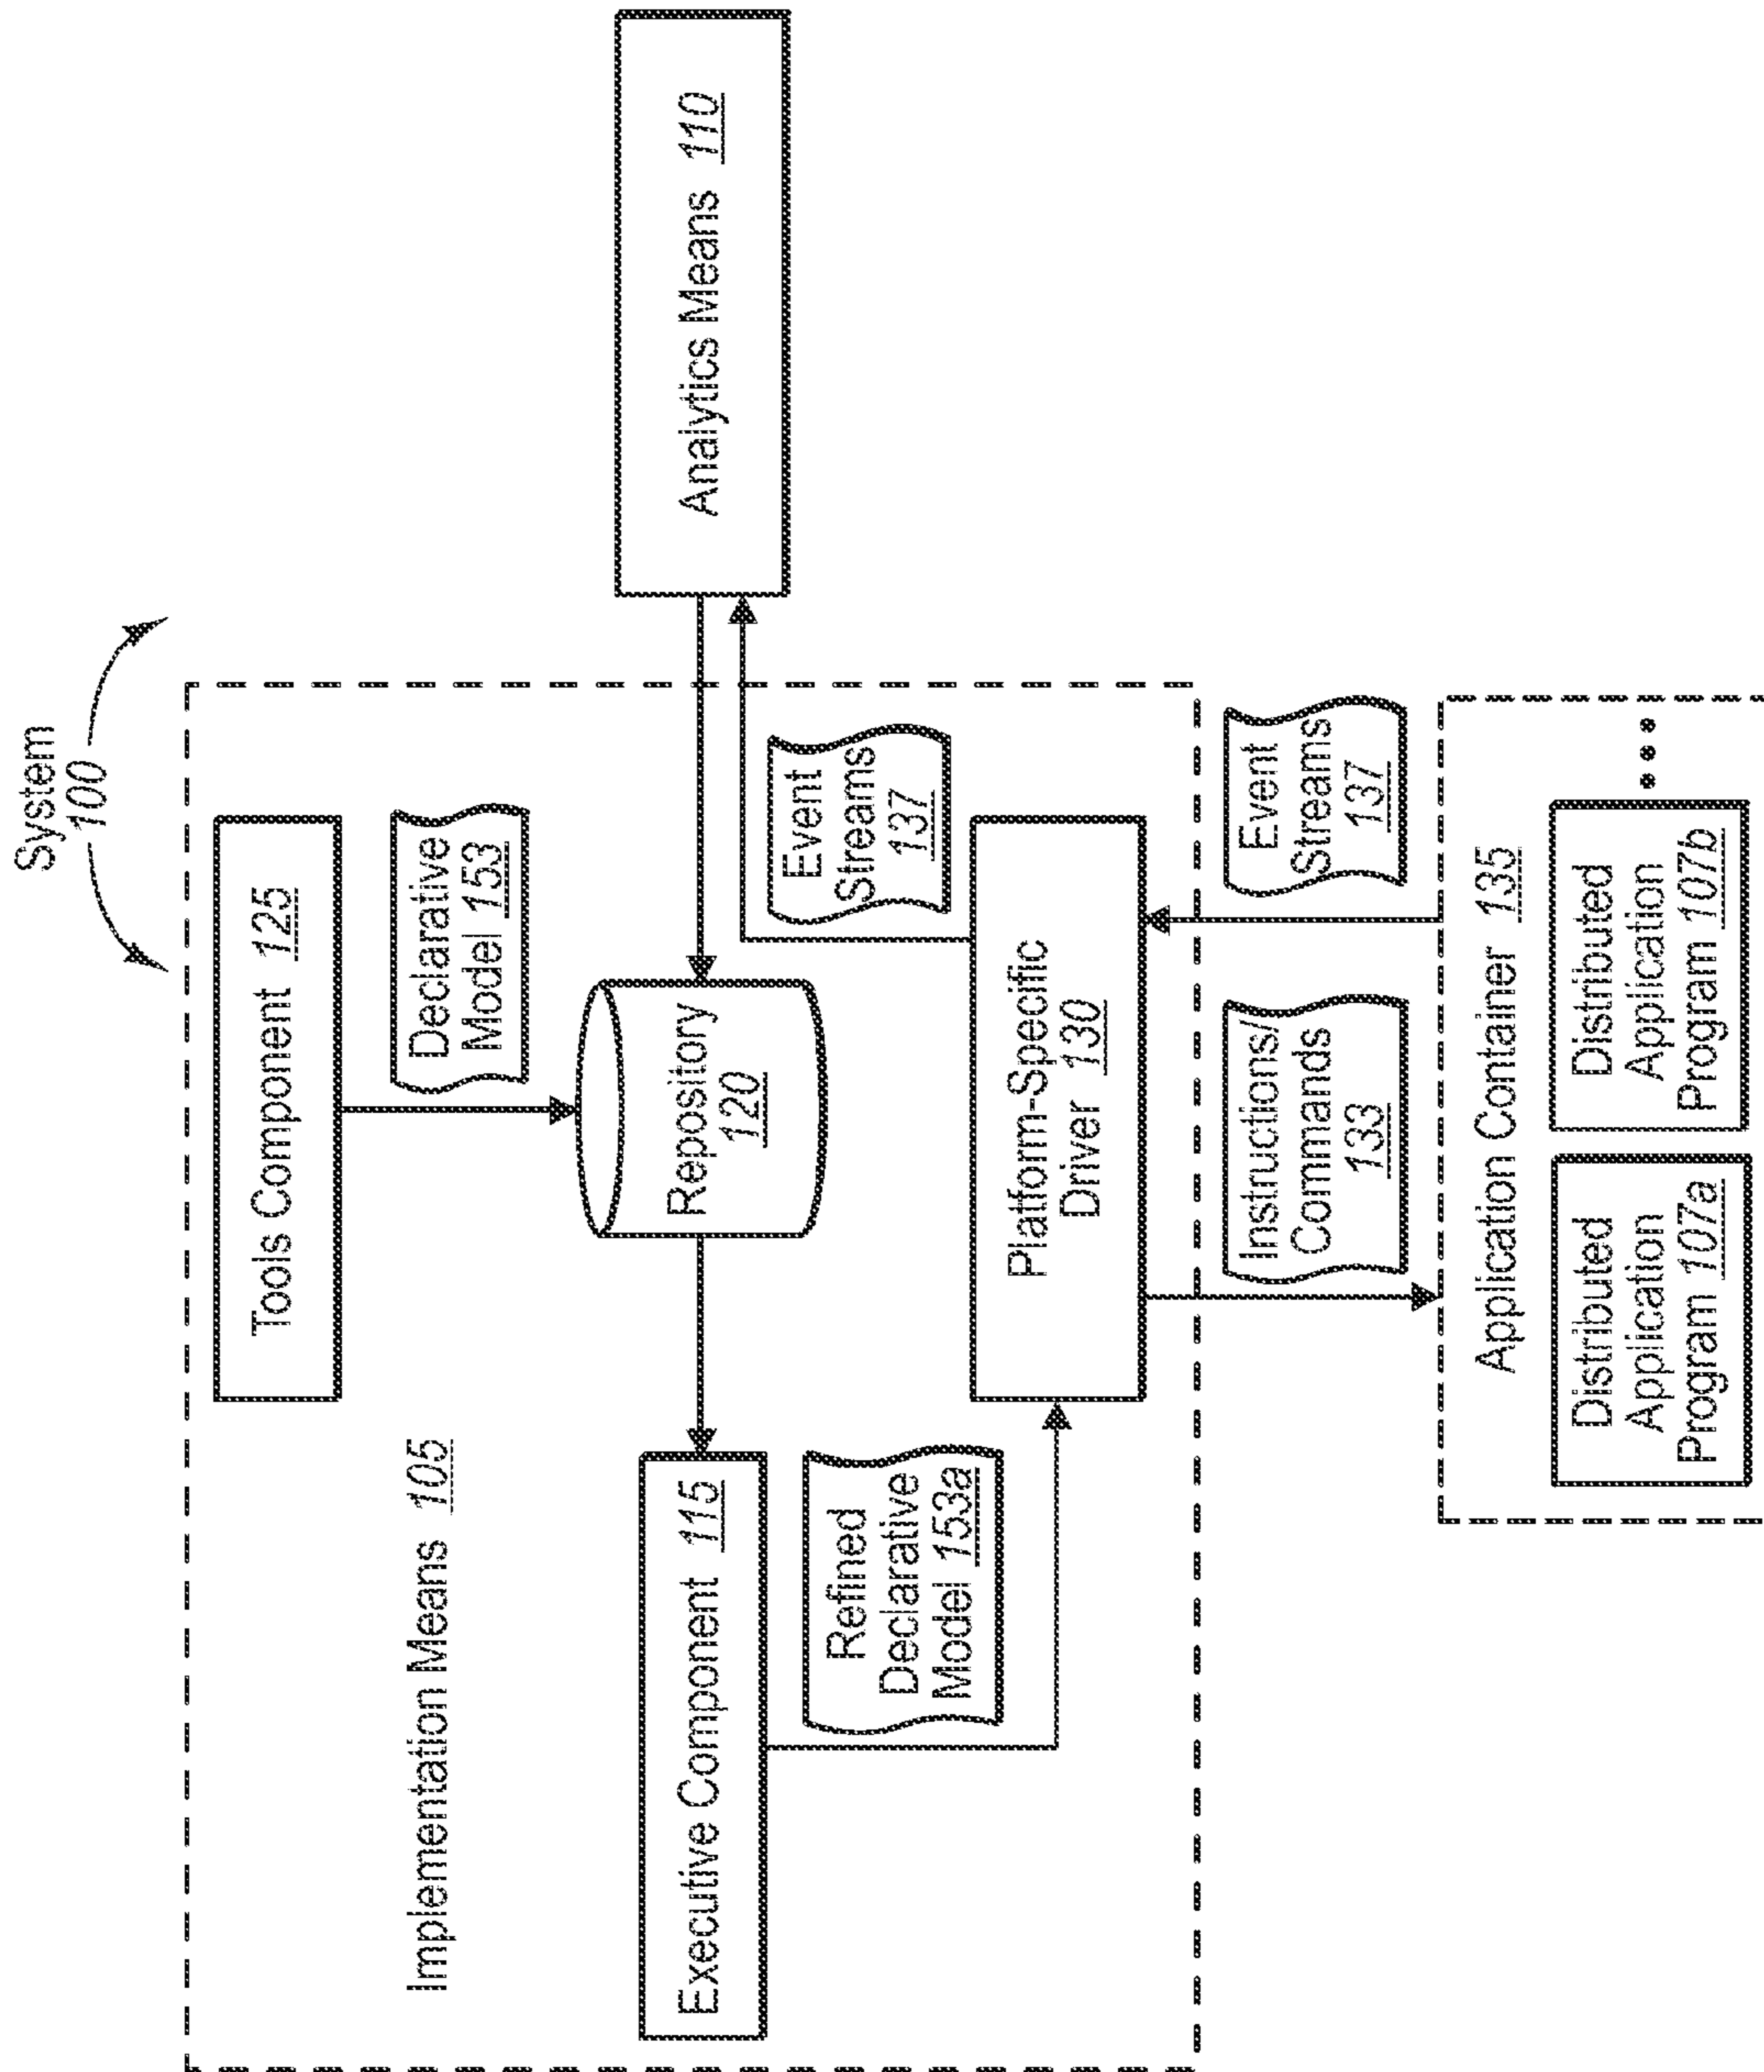 System
100
Tools Component 125
Declarative
Model 153
Implementation Means 105
Executive Component 115
Repository
120
Analytics Means 110
Refined
Declarative
Model 153a
Event
Streams
137
Platform-Specific
Driver 130
Instructions/
Commands
133
Event
Streams
137
Application Container 135
Distributed
Application
Program 107a
Distributed
Application
Program 107b